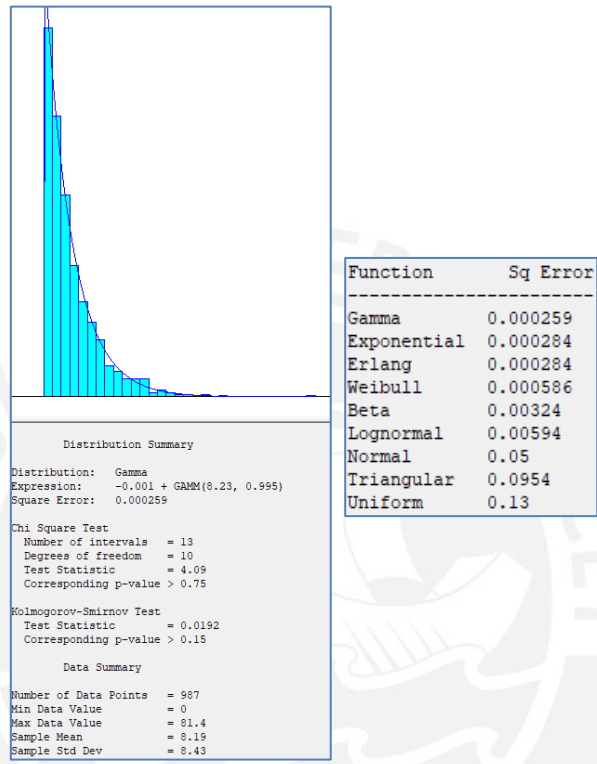 Distribution Summary
Distribution: Gamma
Expression: -0.001 + GAMM(8.23, 0.995)
Square Error: 0.000259
Chi Square Test
Number of intervals = 13
Degrees of freedom = 10
Test Statistic = 4.09
Corresponding p-value > 0.75
Kolmogorov-Smirnov Test
Test Statistic = 0.0192
Corresponding p-value > 0.15
Data Summary
Number of Data Points = 987
Min Data Value = 0
Max Data Value = 81.4
Sample Mean = 8.19
Sample Std Dev = 8.43
Function Sq Error
-----------------------
Gamma 0.000259
Exponential 0.000284
Erlang 0.000284
Weibull 0.000586
Beta 0.00324
Lognormal 0.00594
Normal 0.05
Triangular 0.0954
Uniform 0.13